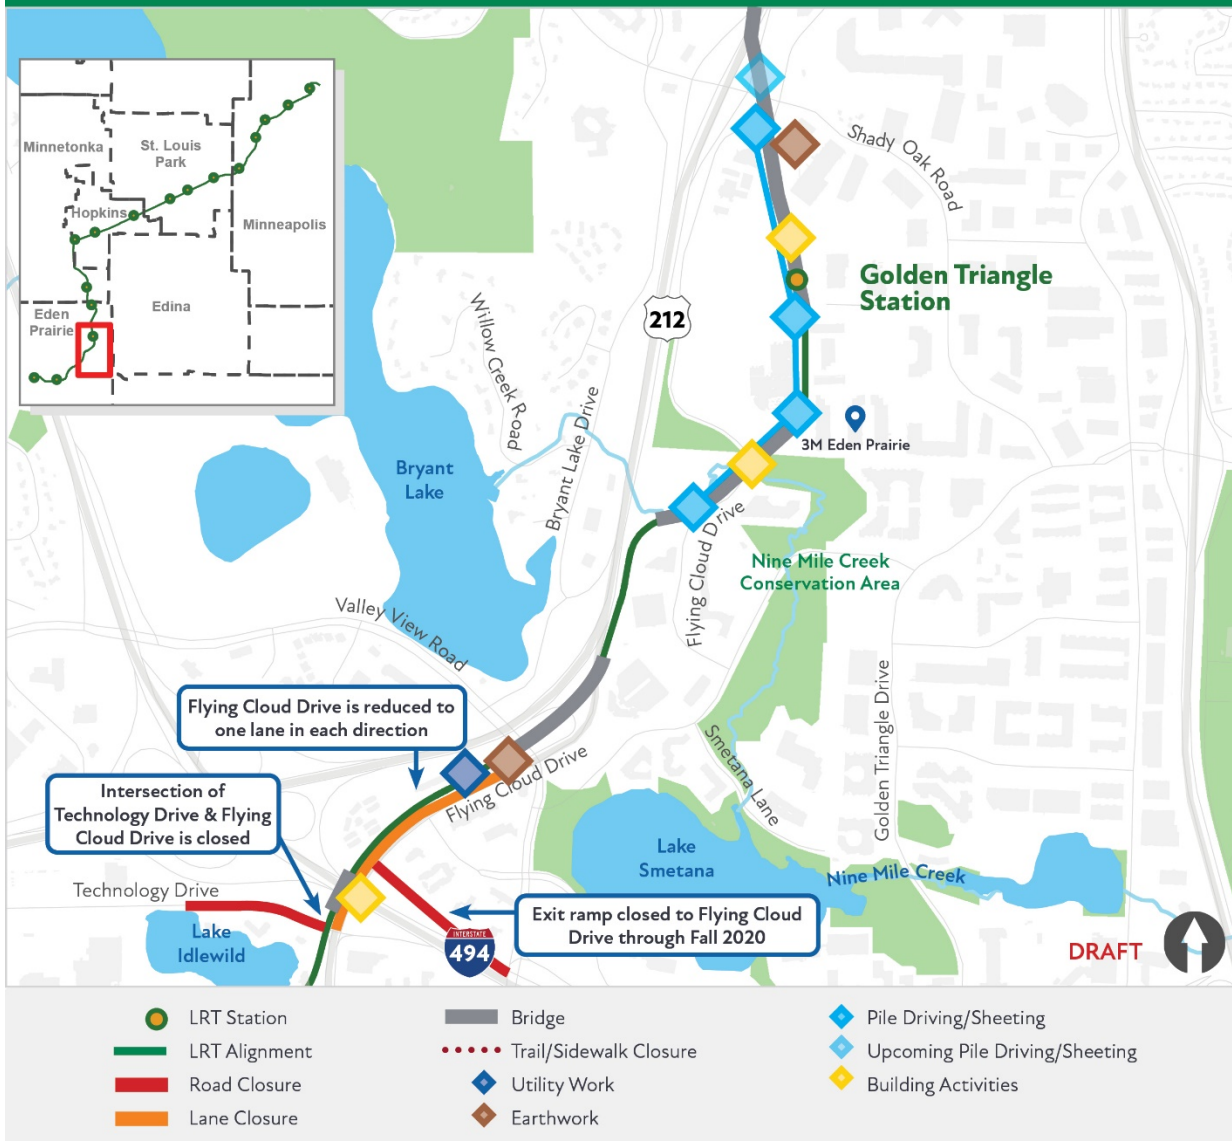 Minnetonka
St. Louis
Park
Hopkins
Minneapolis
Eden
Prairie
Edina
Shady Oak Road
Golden Triangle
Station
212
Willow Creek Road
Bryant Lake Drive
3M Eden Prairie
Bryant
Lake
Flying Cloud Drive
Nine Mile Creek
Conservation Area
Valley View Road
Flying Cloud Drive is reduced to
one lane in each direction
Golden Triangle Drive
Smetana Lane
Flying Cloud Drive
Intersection of
Technology Drive & Flying
Cloud Drive is closed
Lake
Smetana
Nine Mile Creek
Technology Drive
Exit ramp closed to Flying Cloud
Drive through Fall 2020
Lake
Idlewild
INTERSTATE
494
DRAFT
LRT Station
LRT Alignment
Road Closure
Lane Closure
Bridge
Trail/Sidewalk Closure
Utility Work
Earthwork
Pile Driving/Sheeting
Upcoming Pile Driving/Sheeting
Building Activities